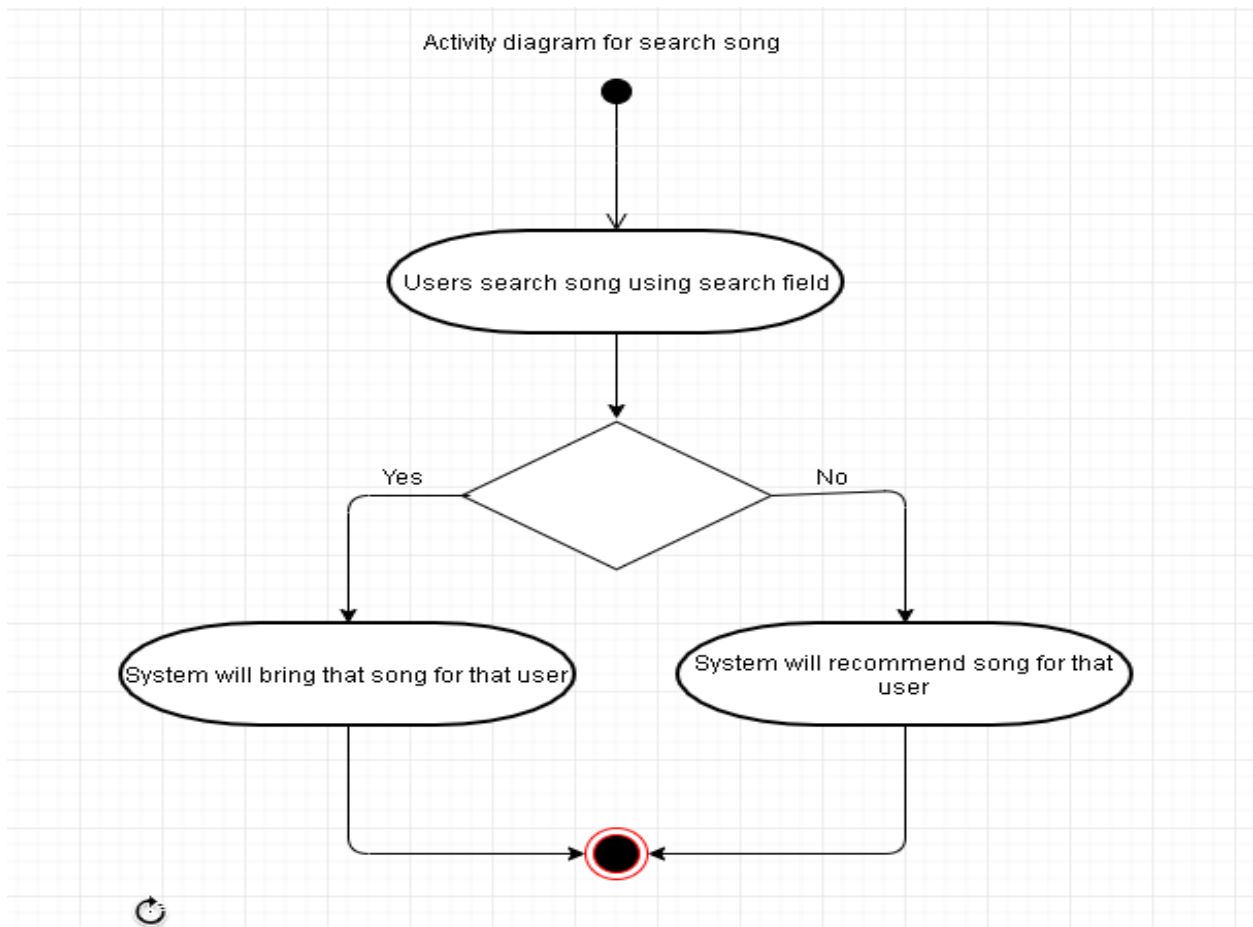 Activity diagram for search song
Users search song using search field
Yes
No
System will bring that song for that user
System will recommend song for that
user